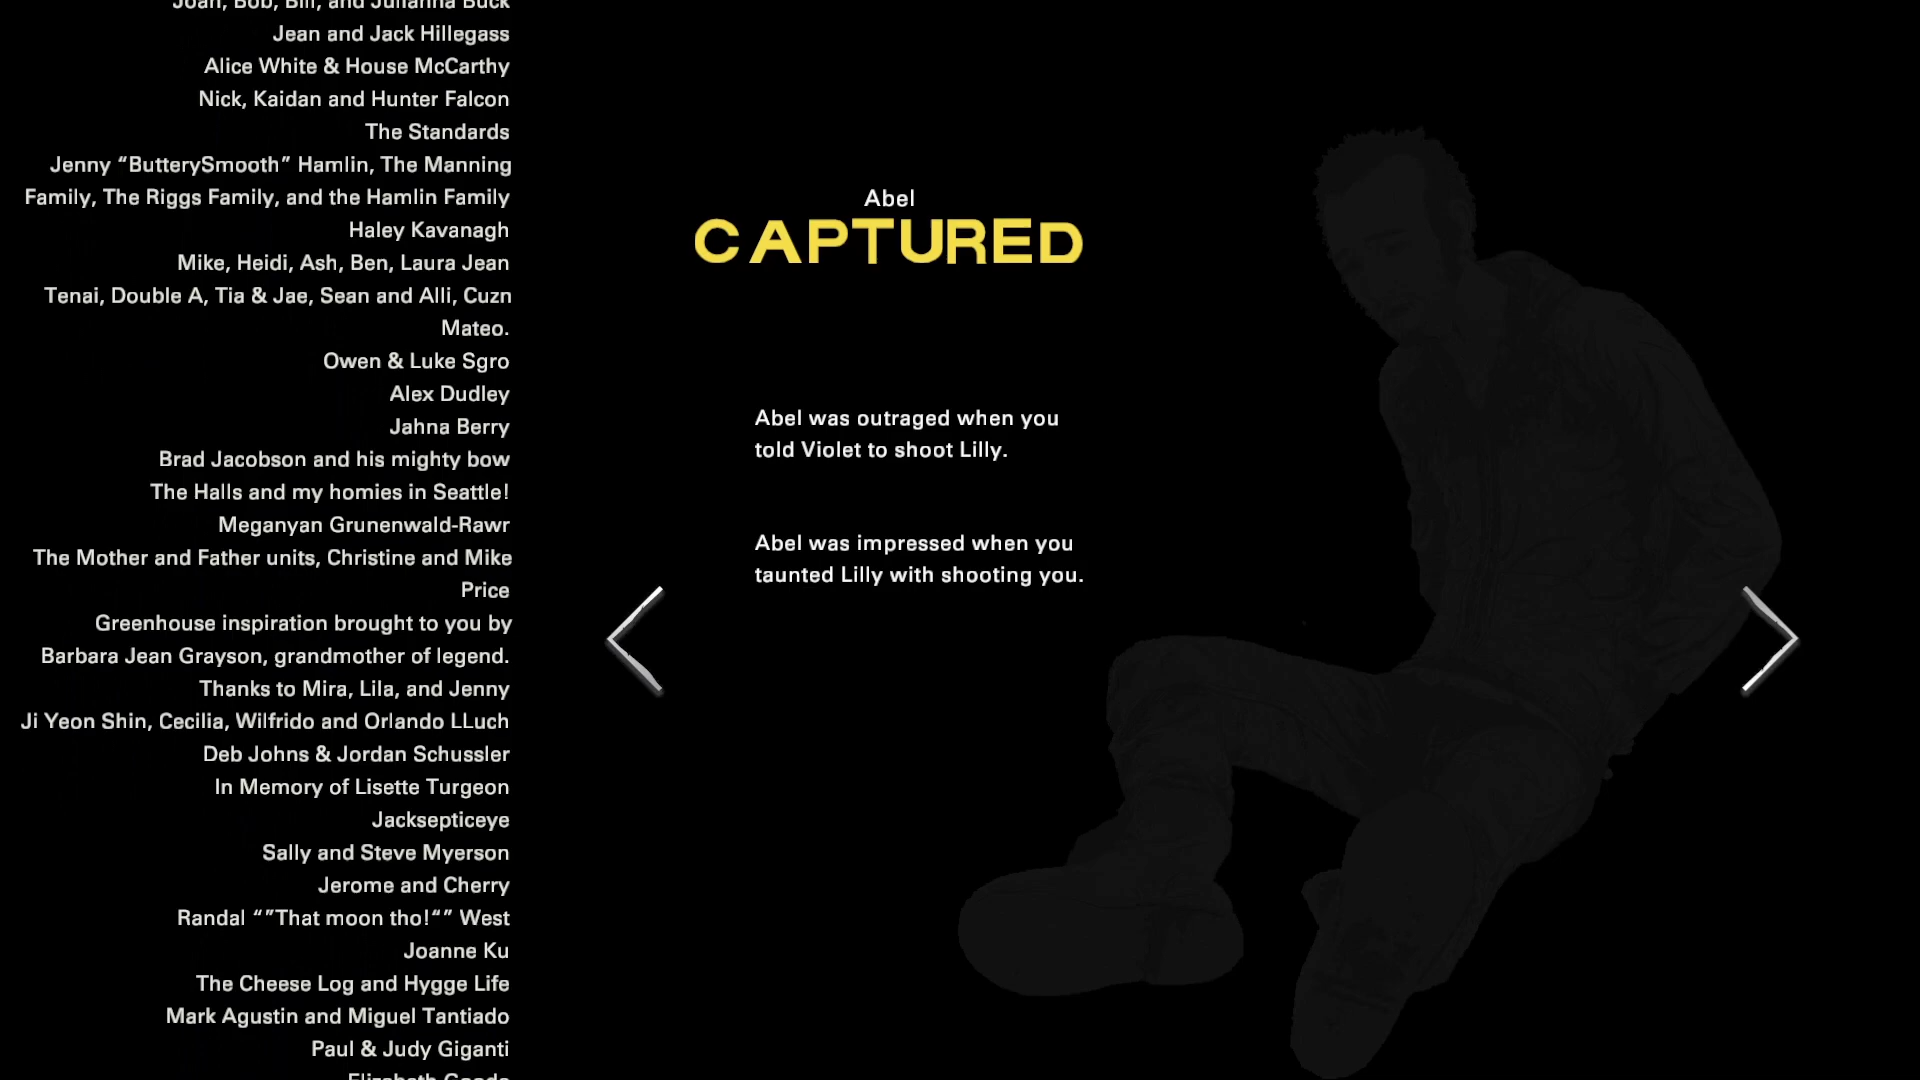 Joan, Bob, Bill, and Julianna Buck
Jean and Jack Hillegass
Alice White & House McCarthy
Nick, Kaidan and Hunter Falcon
The Standards
Jenny “ButterySmooth” Hamlin, The Manning
Family, The Riggs Family, and the Hamlin Family
Haley Kavanagh
Mike, Heidi, Ash, Ben, Laura Jean
Tenai, Double A, Tia & Jae, Sean and Alli, Cuzn
Mateo.
Owen & Luke Sgro
Alex Dudley
Jahna Berry
Brad Jacobson and his mighty bow
The Halls and my homies in Seattle!
Meganyan Grunenwald-Rawr
The Mother and Father units, Christine and Mike
Price
Greenhouse inspiration brought to you by
Barbara Jean Grayson, grandmother of legend.
Thanks to Mira, Lila, and Jenny
Ji Yeon Shin, Cecilia, Wilfrido and Orlando LLuch
Deb Johns & Jordan Schussler
In Memory of Lisette Turgeon
Jacksepticeye
Sally and Steve Myerson
Jerome and Cherry
Randal “”That moon tho!“” West
Joanne Ku
The Cheese Log and Hygge Life
Mark Agustin and Miguel Tantiado
Paul & Judy Giganti
Abel
CAPTURED
Abel was outraged when you
told Violet to shoot Lilly.
Abel was impressed when you
taunted Lilly with shooting you.